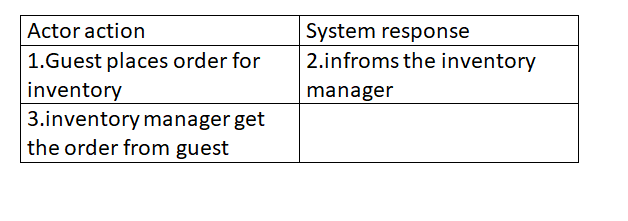 Actor action
System response
1.Guest places order for
inventory
2.infroms the inventory
manager
3.inventory manager get
the order from guest